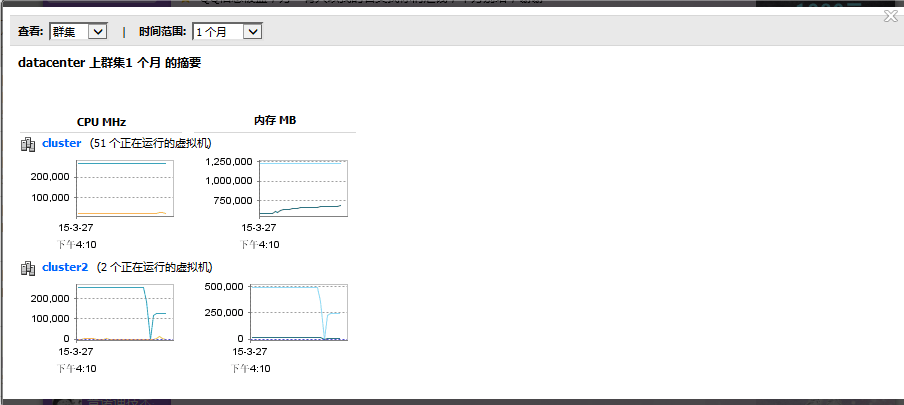 查看: 群集 | 时间范围: 1 个月
datacenter 上群集1 个月 的摘要
CPU MHz 内存 MB
cluster (51 个正在运行的虚拟机)
200,000
100,000
1,250,000
1,000,000
750,000
15-3-27 15-3-27
下午4:10 下午4:10
cluster2 (2 个正在运行的虚拟机)
200,000
100,000
0
500,000
250,000
0
15-3-27 15-3-27
下午4:10 下午4:10